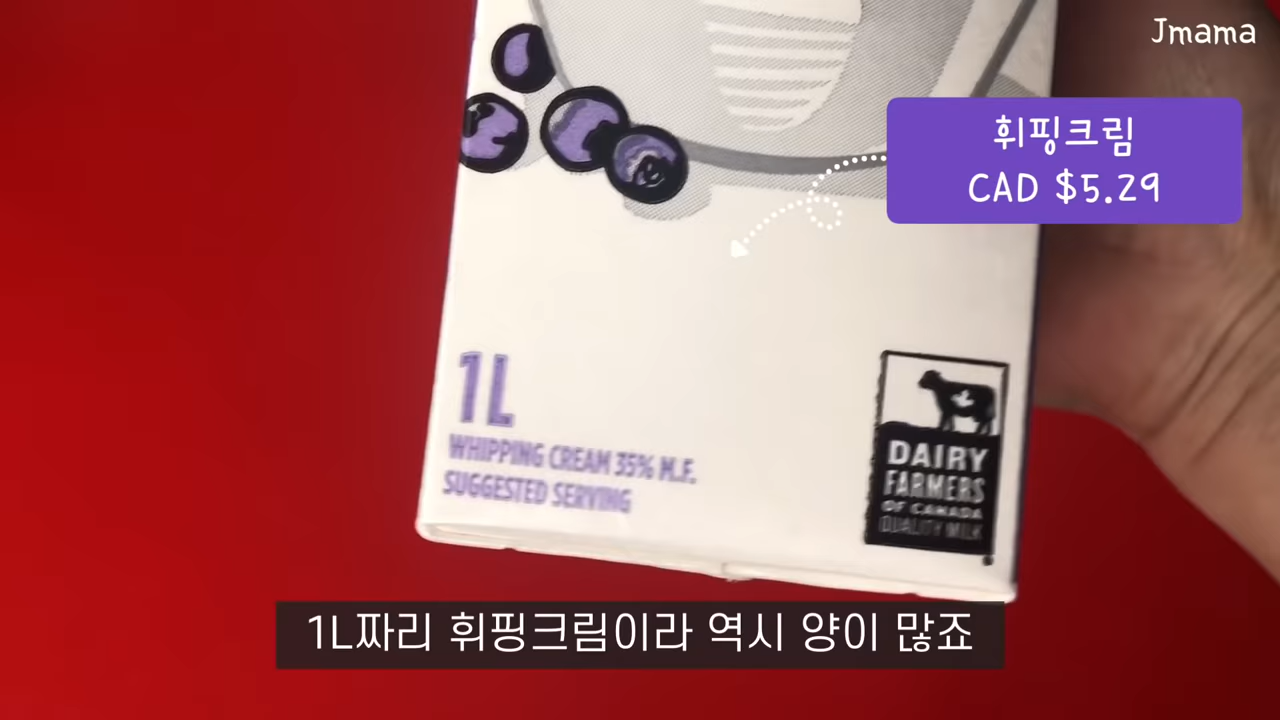 Jmama
휘핑크림
CAD $5.29
1L
WHIPPING CREAM 35% M.F.
SUGGESTED SERVING
DAIRY
FARMERS
OF CANADA
QUALITY MILK
1L짜리 휘핑크림이라 역시 양이 많죠